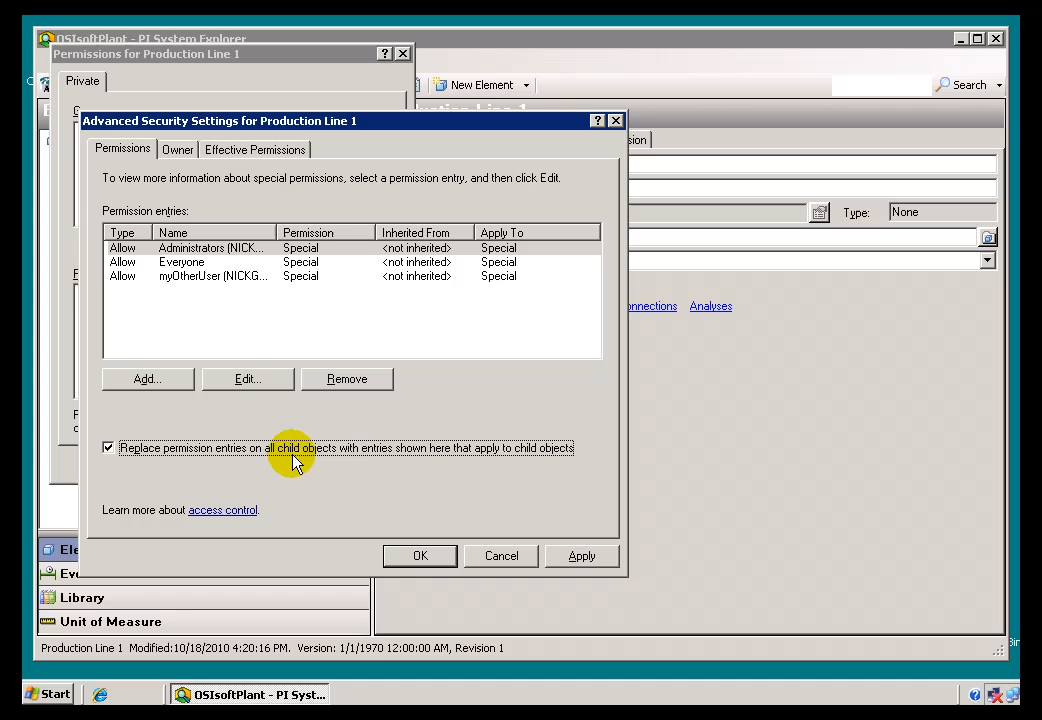 OSIsoftPlant - PI System Explorer
Permissions for Production Line 1
Private
New Element
Search
Advanced Security Settings for Production Line 1
Permissions
Owner
Effective Permissions
To view more information about special permissions, select a permission entry, and then click Edit.
Type:
None
Permission entries:
Type Name Permission Inherited From Apply To
Allow Administrators (NICK... Special <not inherited> Special
Allow Everyone Special <not inherited> Special
Allow myOtherUser (NICKG... Special <not inherited> Special
Analyses
Add...
Edit...
Remove
Replace permission entries on all child objects with entries shown here that apply to child objects
Learn more about access control.
OK
Cancel
Apply
Library
Unit of Measure
Production Line 1 Modified:10/18/2010 4:20:16 PM. Version: 1/1/1970 12:00:00 AM, Revision 1
Start
OSIsoftPlant - PI Syst...